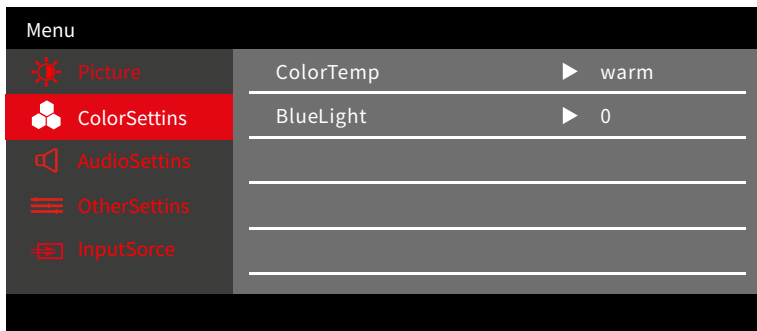 Menu
Picture
ColorTemp ▶ warm
ColorSettins
BlueLight ▶ 0
AudioSettins
OtherSettins
InputSorce